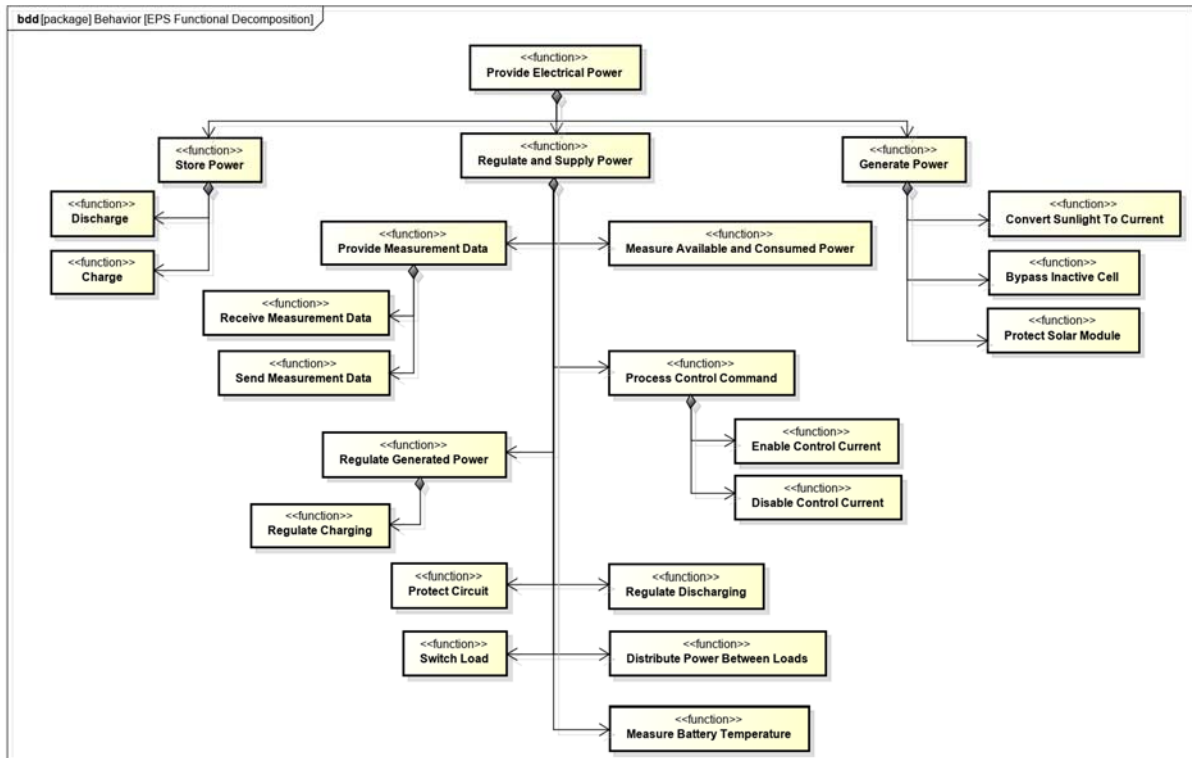 bdd [package] Behavior [EPS Functional Decomposition]
<<function>>
Provide Electrical Power
<<function>>
Store Power
<<function>>
Regulate and Supply Power
<<function>>
Generate Power
<<function>>
Discharge
<<function>>
Charge
<<function>>
Provide Measurement Data
<<function>>
Measure Available and Consumed Power
<<function>>
Convert Sunlight To Current
<<function>>
Bypass Inactive Cell
<<function>>
Protect Solar Module
<<function>>
Receive Measurement Data
<<function>>
Send Measurement Data
<<function>>
Process Control Command
<<function>>
Enable Control Current
<<function>>
Disable Control Current
<<function>>
Regulate Generated Power
<<function>>
Regulate Charging
<<function>>
Protect Circuit
<<function>>
Regulate Discharging
<<function>>
Switch Load
<<function>>
Distribute Power Between Loads
<<function>>
Measure Battery Temperature